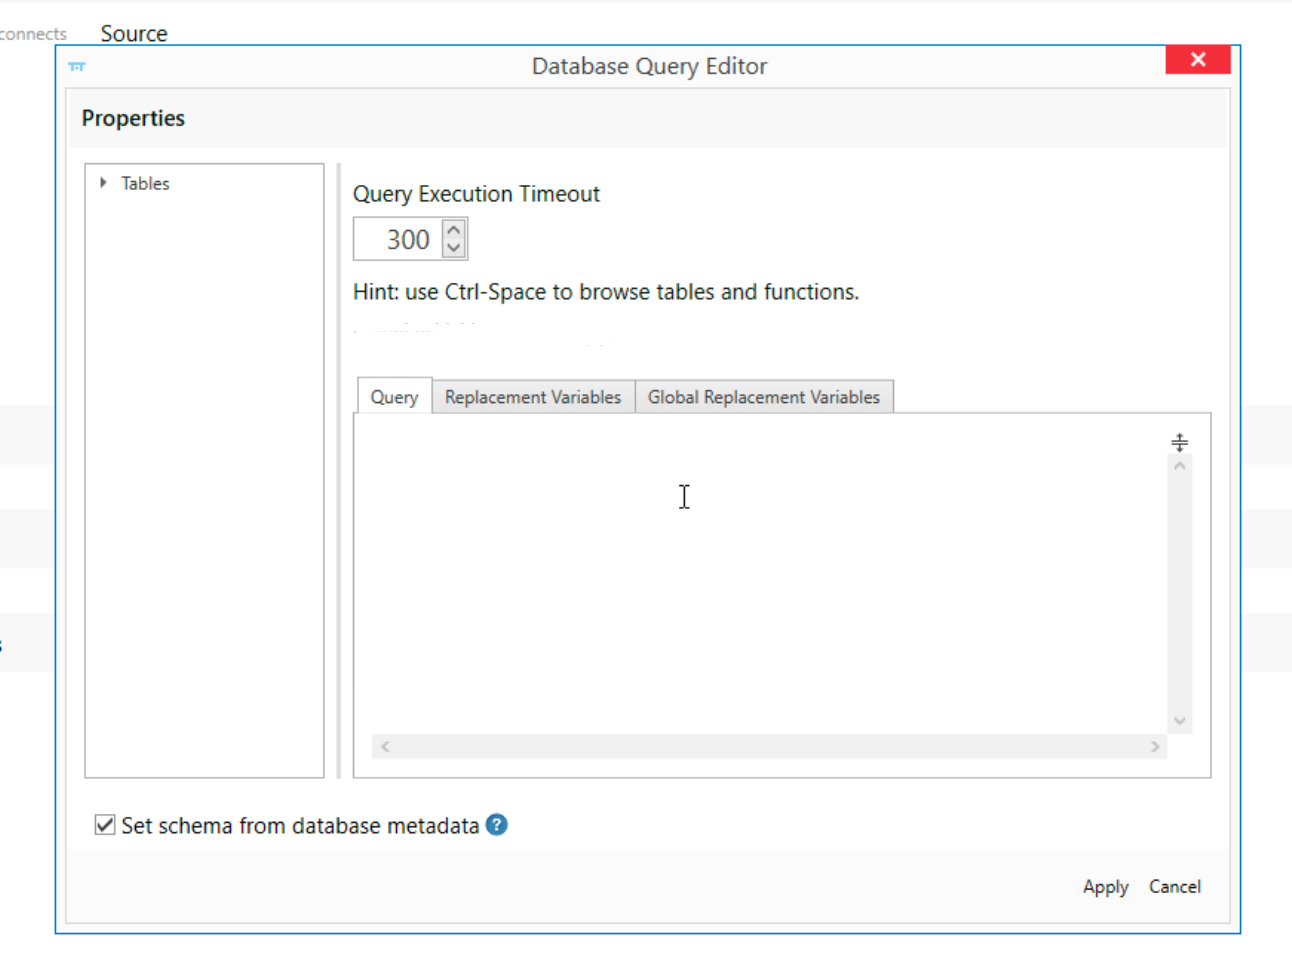 connects Source
Database Query Editor
Properties
Tables
Query Execution Timeout
300
Hint: use Ctrl-Space to browse tables and functions.
Query Replacement Variables Global Replacement Variables
Set schema from database metadata ?
Apply Cancel